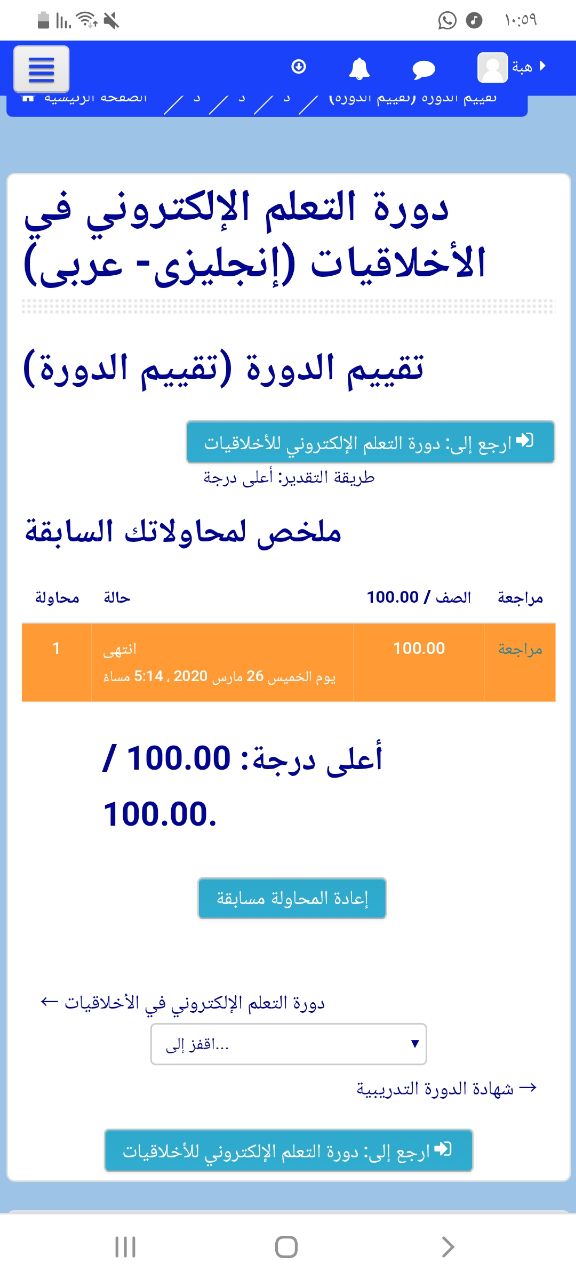 ١٠:٥٩
هبة
الصفحة الرئيسية / د / د / د / تقييم الدورة (تقييم الدورة)
دورة التعلم الإلكتروني في
الأخلاقيات (إنجليزى- عربى)
تقييم الدورة (تقييم الدورة)
ارجع إلى: دورة التعلم الإلكتروني للأخلاقيات
طريقة التقدير: أعلى درجة
ملخص لمحاولاتك السابقة
محاولة حالة الصف / 100.00 مراجعة
1 انتهى 100.00 مراجعة
يوم الخميس 26 مارس 2020 ، 5:14 مساءً
أعلى درجة: 100.00 /
100.00.
إعادة المحاولة مسابقة
← دورة التعلم الإلكتروني في الأخلاقيات
اقفز إلى...
شهادة الدورة التدريبية →
ارجع إلى: دورة التعلم الإلكتروني للأخلاقيات